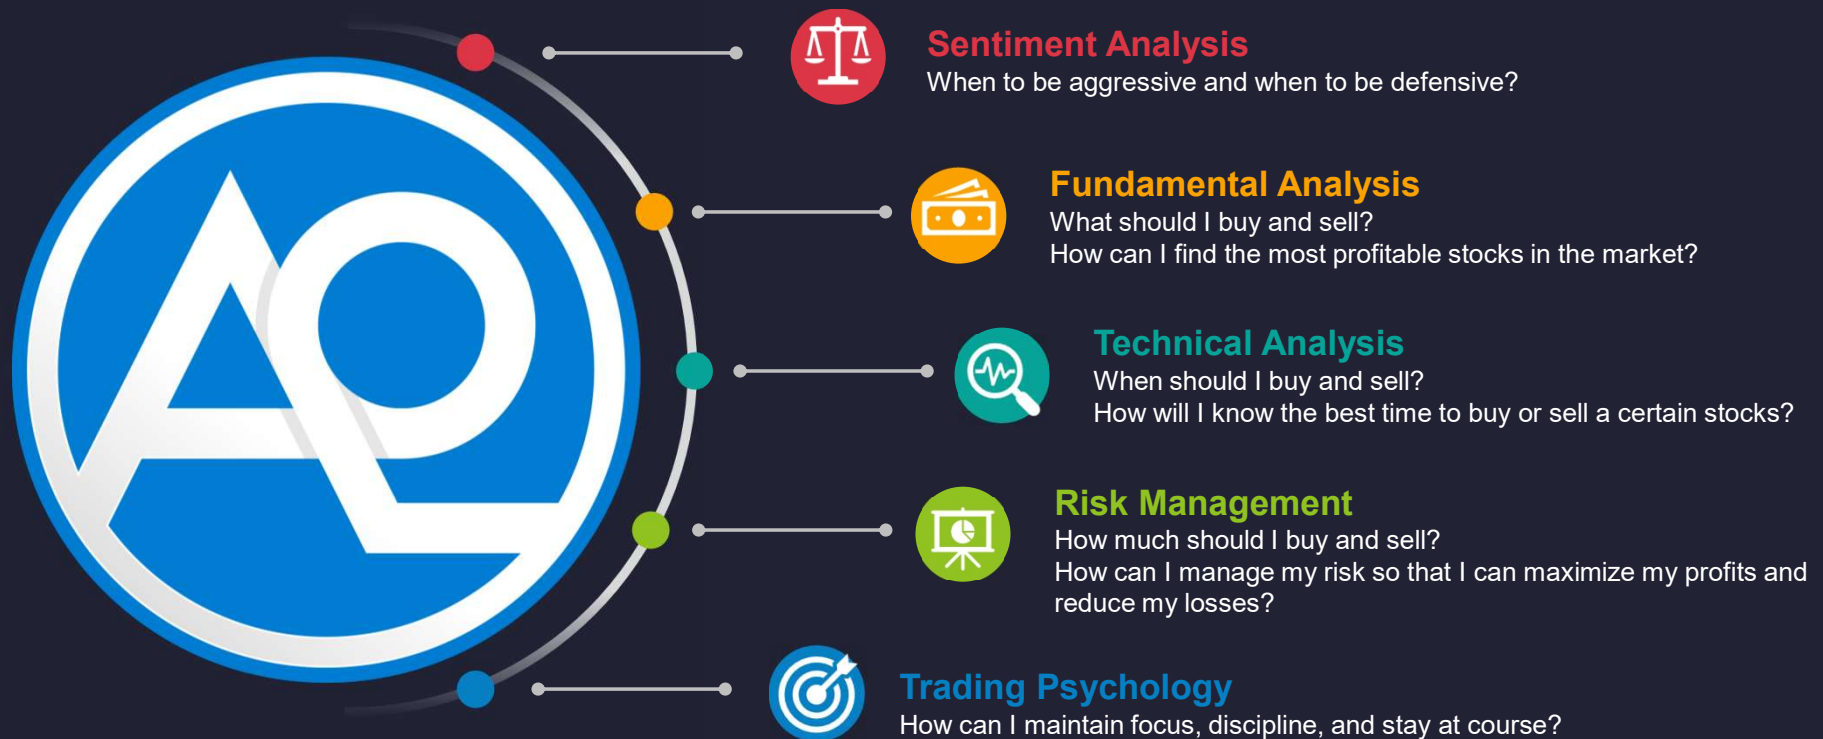 Sentiment Analysis
When to be aggressive and when to be defensive?
Fundamental Analysis
What should I buy and sell?
How can I find the most profitable stocks in the market?
Technical Analysis
When should I buy and sell?
How will I know the best time to buy or sell a certain stocks?
Risk Management
How much should I buy and sell?
How can I manage my risk so that I can maximize my profits and
reduce my losses?
Trading Psychology
How can I maintain focus, discipline, and stay at course?